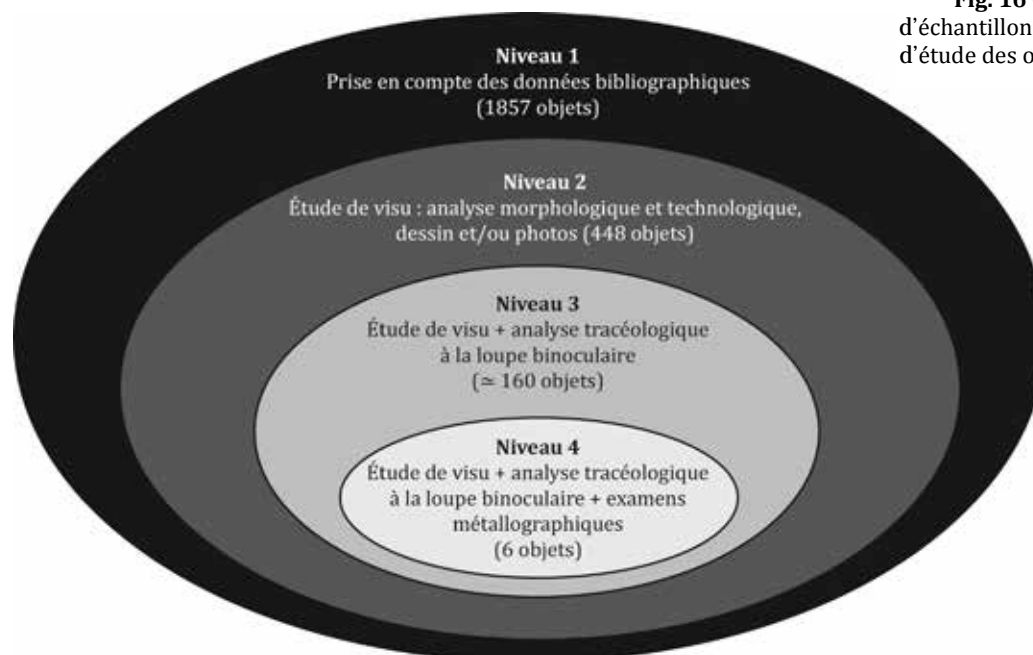 Fig. 16
d'échantillon
d'étude des o
Niveau 1
Prise en compte des données bibliographiques
(1857 objets)
Niveau 2
Étude de visu : analyse morphologique et technologique,
dessin et/ou photos (448 objets)
Niveau 3
Étude de visu + analyse tracéologique
à la loupe binoculaire
(≃ 160 objets)
Niveau 4
Étude de visu + analyse tracéologique
à la loupe binoculaire + examens
métallographiques
(6 objets)